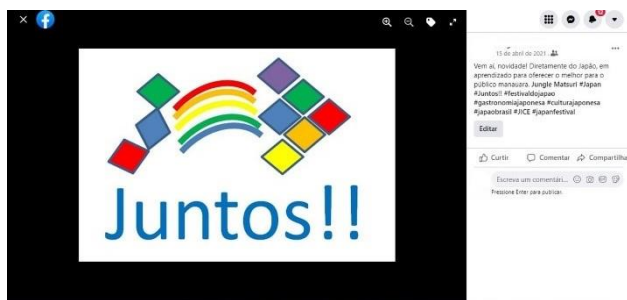 Juntos!!
13 de abril de 2021
Vem aí, novidade! Diretamente do Japão, em
aprendizado para oferecer o melhor para o
público manauara. Jungle Matsuri #Japan
#Juntos!! #festivaldojapao
#gastronomiajaponesa #culturajaponesa
#japaobrasil #JICE #japanfestival
Editar
Curtir Comentar Compartilha
Escreva um comentári...
Pressione Enter para publicar.